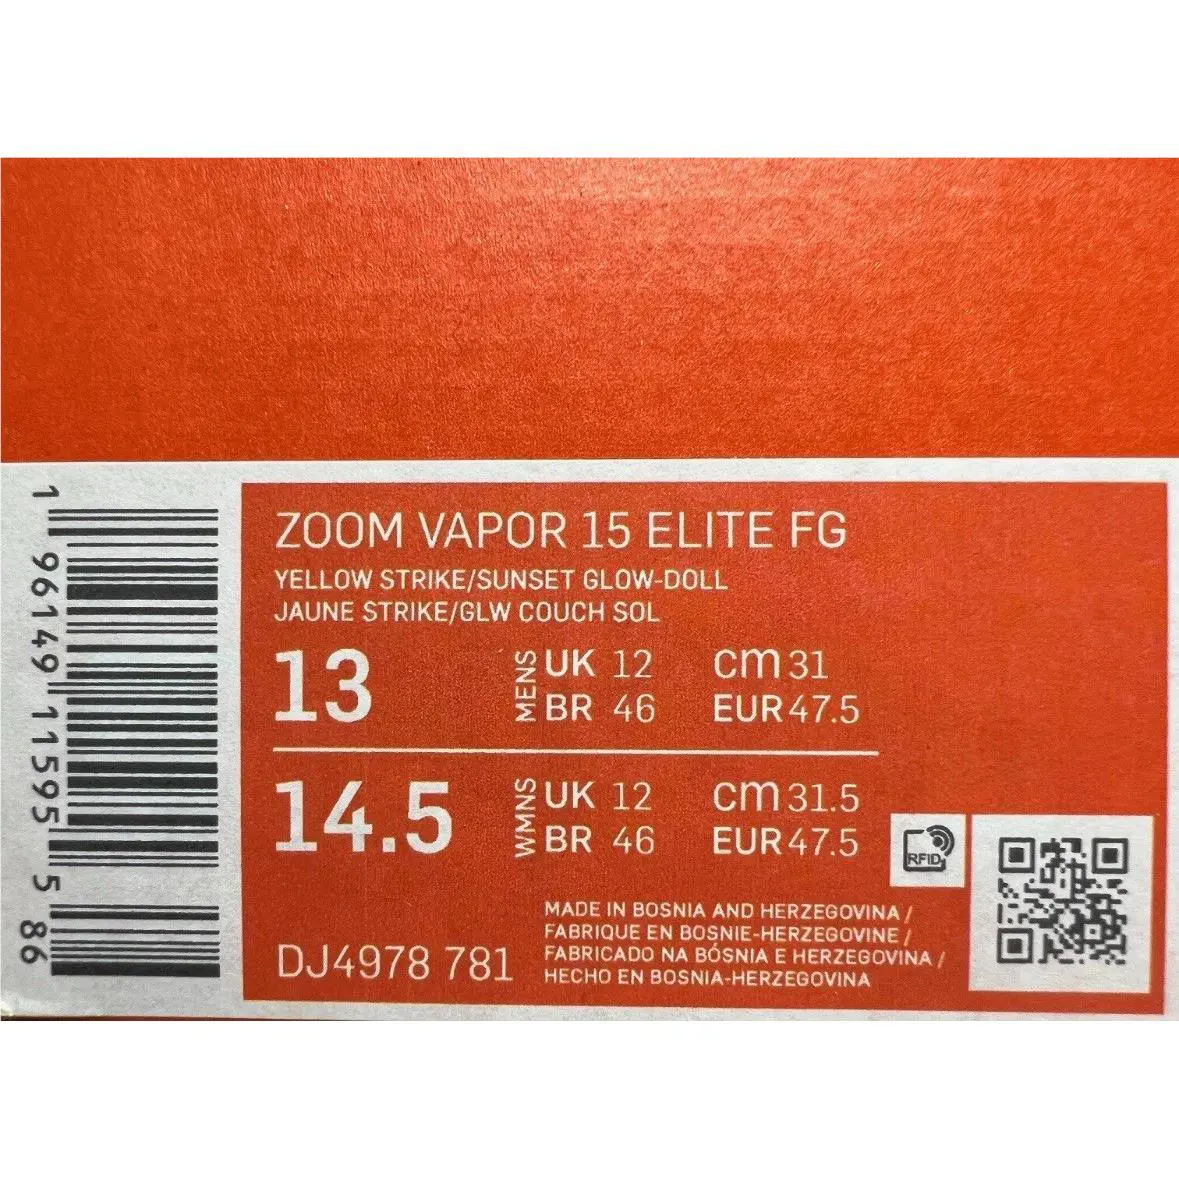 1 96149 11595 5 86
ZOOM VAPOR 15 ELITE FG
YELLOW STRIKE/SUNSET GLOW-DOLL
JAUNE STRIKE/GLW COUCH SOL
13 MENS UK 12 CM 31
BR 46 EUR 47.5
14.5 WMNS UK 12 CM 31.5
BR 46 EUR 47.5
RFID
DJ4978 781
MADE IN BOSNIA AND HERZEGOVINA /
FABRIQUE EN BOSNIE-HERZEGOVINE /
FABRICADO NA BÓSNIA E HERZEGOVINA /
HECHO EN BOSNIA-HERZEGOVINA